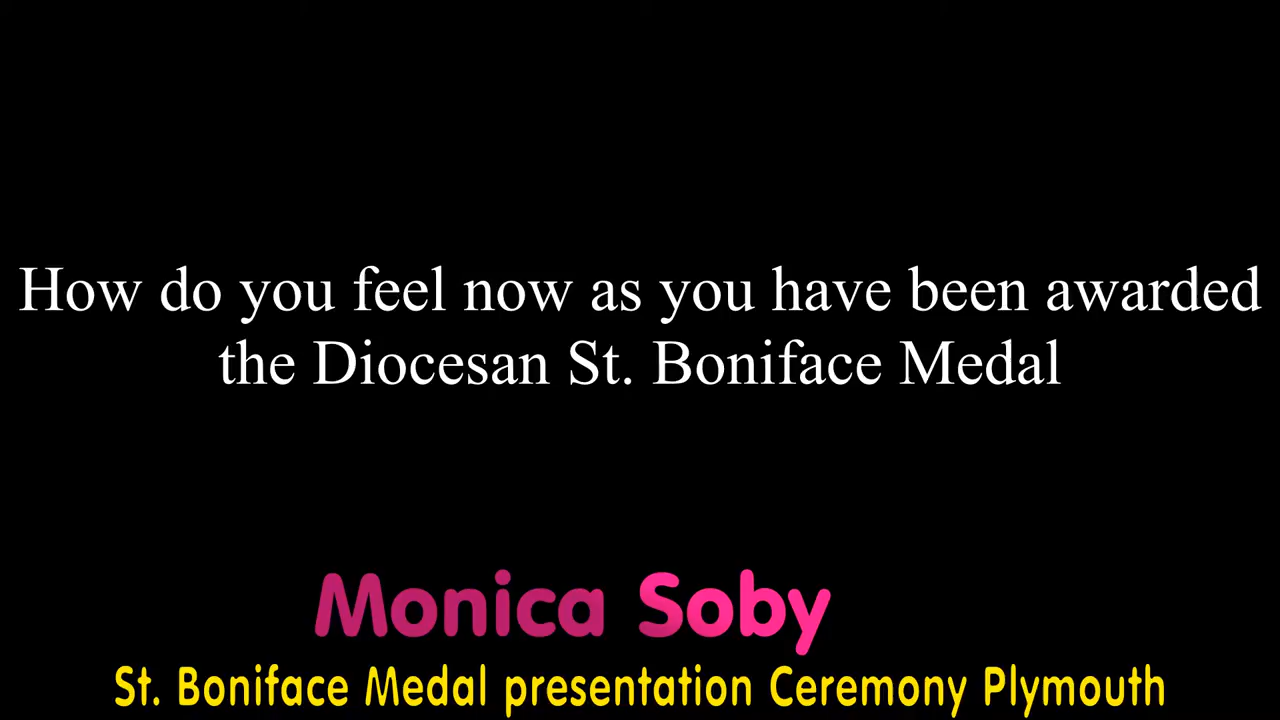 How do you feel now as you have been awarded
the Diocesan St. Boniface Medal
Monica Soby
St. Boniface Medal presentation Ceremony Plymouth